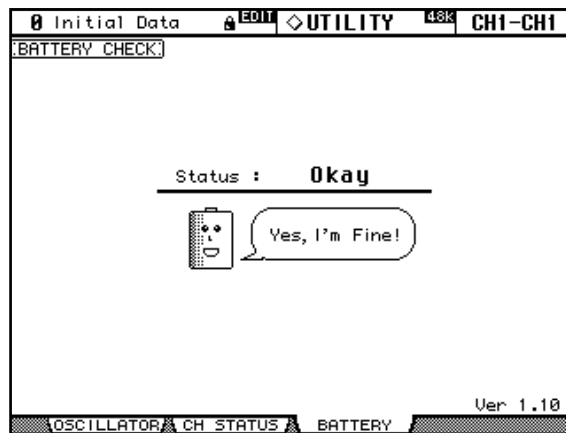 0 Initial Data EDIT ◇UTILITY 48K CH1-CH1
BATTERY CHECK
Status : Okay
Yes, I'm Fine!
Ver 1.10
OSCILLATOR CH STATUS BATTERY